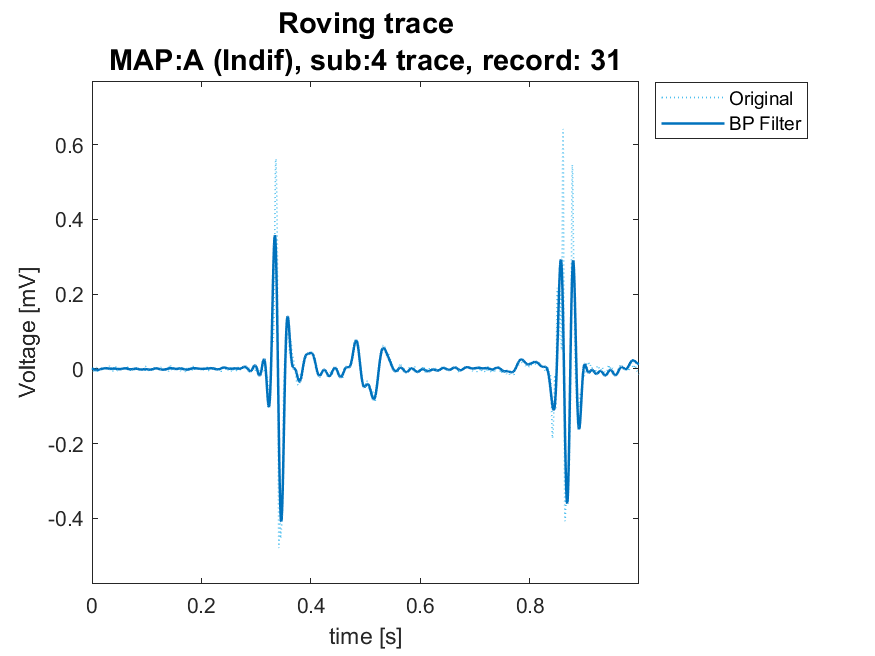 Roving trace
MAP:A (Indif), sub:4 trace, record: 31
Original
BP Filter
0.6
0.4
0.2
0
-0.2
-0.4
Voltage [mV]
0 0.2 0.4 0.6 0.8
time [s]